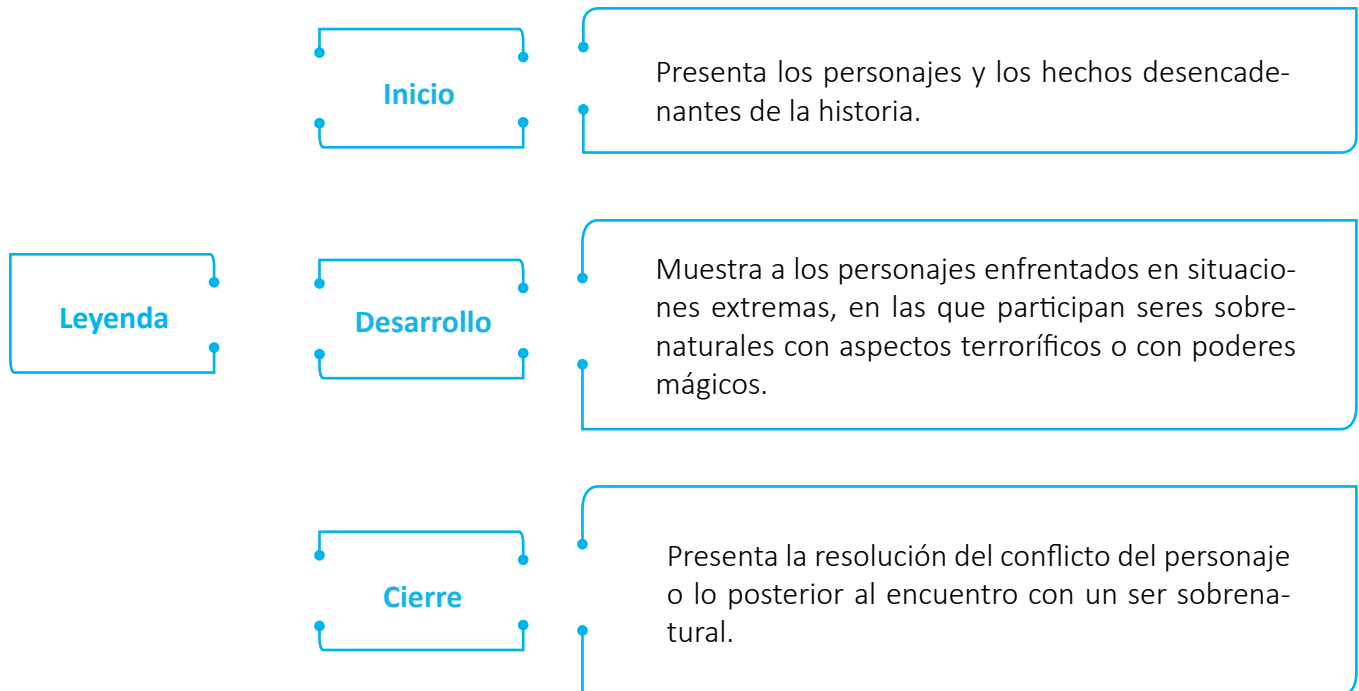 Inicio
Presenta los personajes y los hechos desencade-
nantes de la historia.
Leyenda
Desarrollo
Muestra a los personajes enfrentados en situacio-
nes extremas, en las que participan seres sobre-
naturales con aspectos terroríficos o con poderes
mágicos.
Cierre
Presenta la resolución del conflicto del personaje
o lo posterior al encuentro con un ser sobrena-
tural.